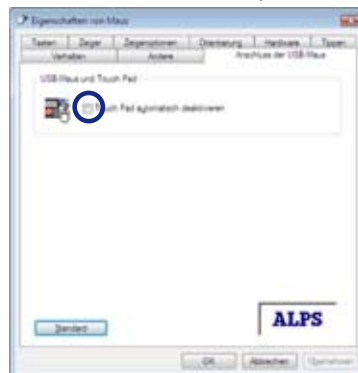 Eigenschaften von Maus
Tasten Zeiger Zeigeroptionen Orientierung Hardware Tippen
Verhalten Andere Anschluss der USB-Maus
USB-Maus und Touch Pad
Touch Pad automatisch deaktivieren
ALPS
Standard
OK Abbrechen Übernehmen